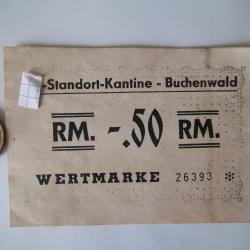 -Standort-Kantine - Buchenwald
RM. -.50 RM.
WERTMARKE 26393 *